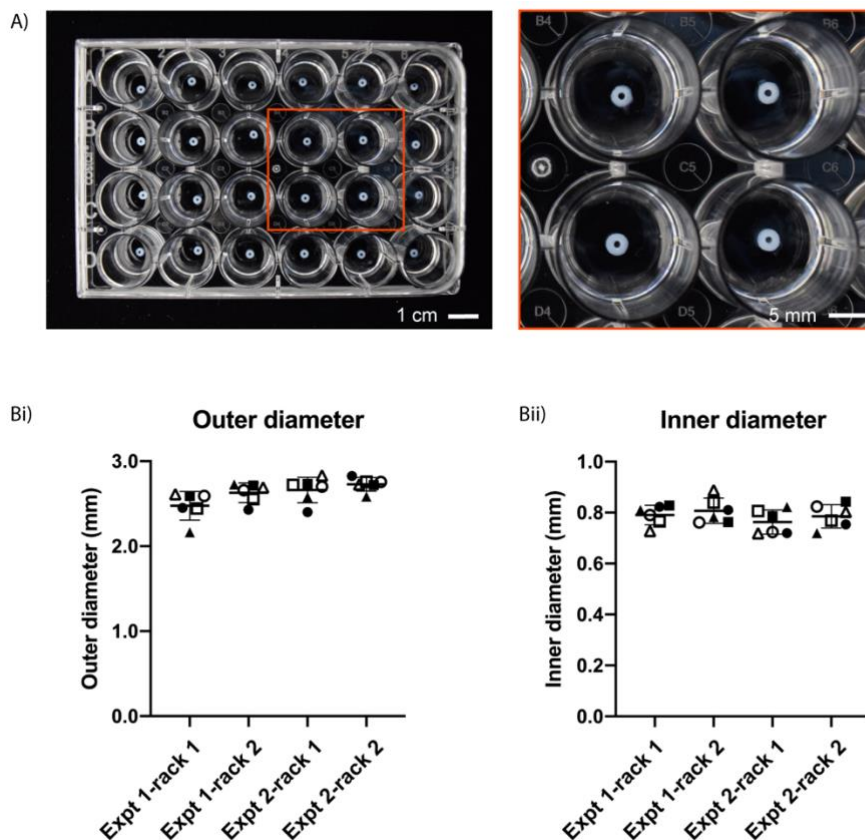 A)
1 2 3 4 5 6
A
B
C
D
1 cm
B4 B5 B6
C5 C6
D4 D5
5 mm
Bi)
Outer diameter
Outer diameter (mm)
3.0
2.0
1.0
0.0
Expt 1-rack 1
Expt 1-rack 2
Expt 2-rack 1
Expt 2-rack 2
Bii)
Inner diameter
Inner diameter (mm)
1.0
0.8
0.6
0.4
0.2
0.0
Expt 1-rack 1
Expt 1-rack 2
Expt 2-rack 1
Expt 2-rack 2